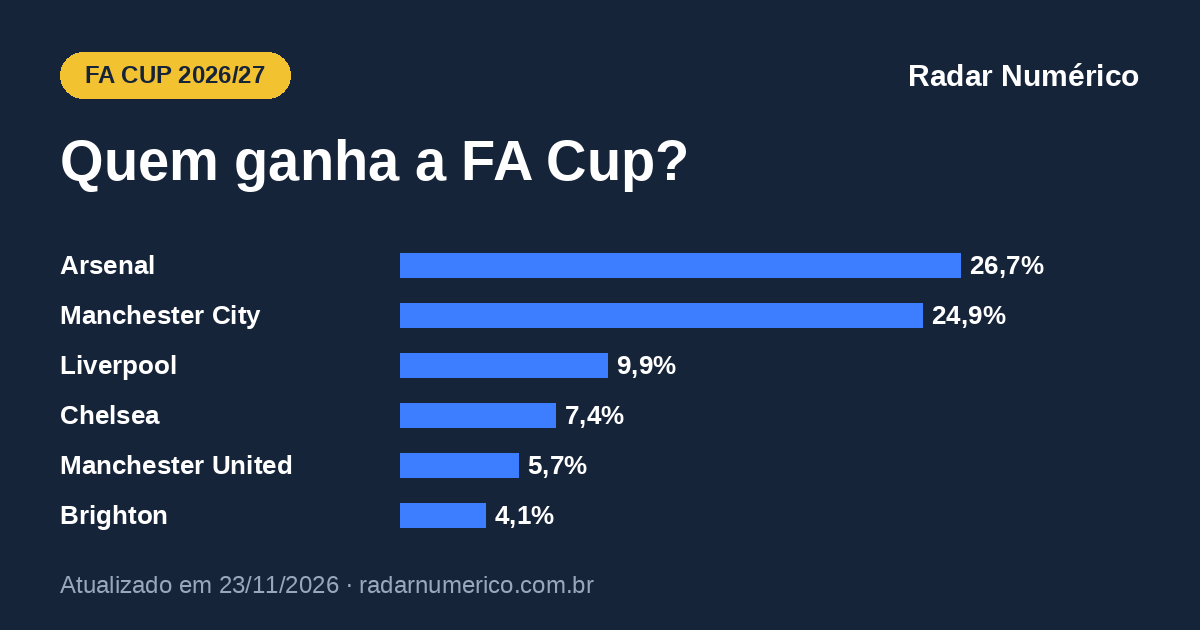 FA CUP 2026/27
Radar Numérico
Quem ganha a FA Cup?
Arsenal 26,7%
Manchester City 24,9%
Liverpool 9,9%
Chelsea 7,4%
Manchester United 5,7%
Brighton 4,1%
Atualizado em 23/11/2026 · radarnumerico.com.br